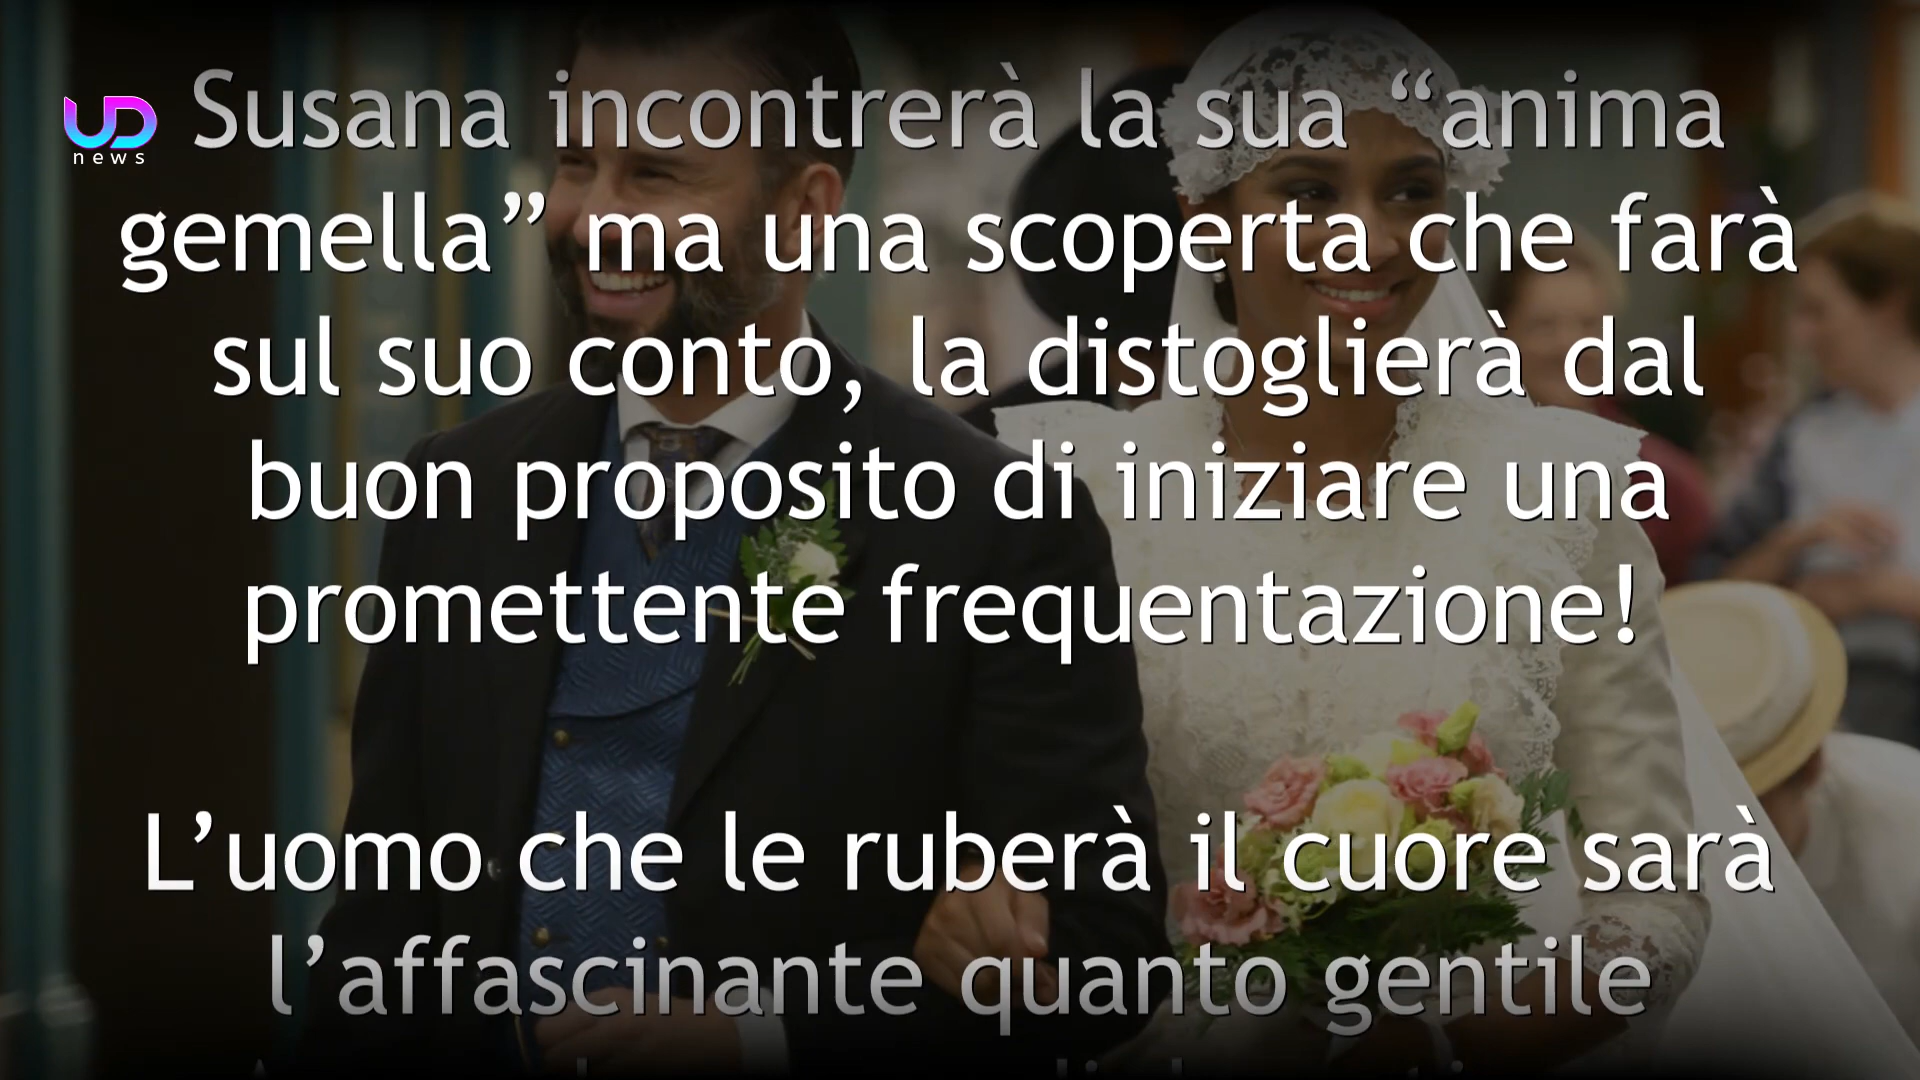 UD
news
Susana incontrerà la sua “anima
gemella” ma una scoperta che farà
sul suo conto, la distoglierà dal
buon proposito di iniziare una
promettente frequentazione!
L’uomo che le ruberà il cuore sarà
l’affascinante quanto gentile